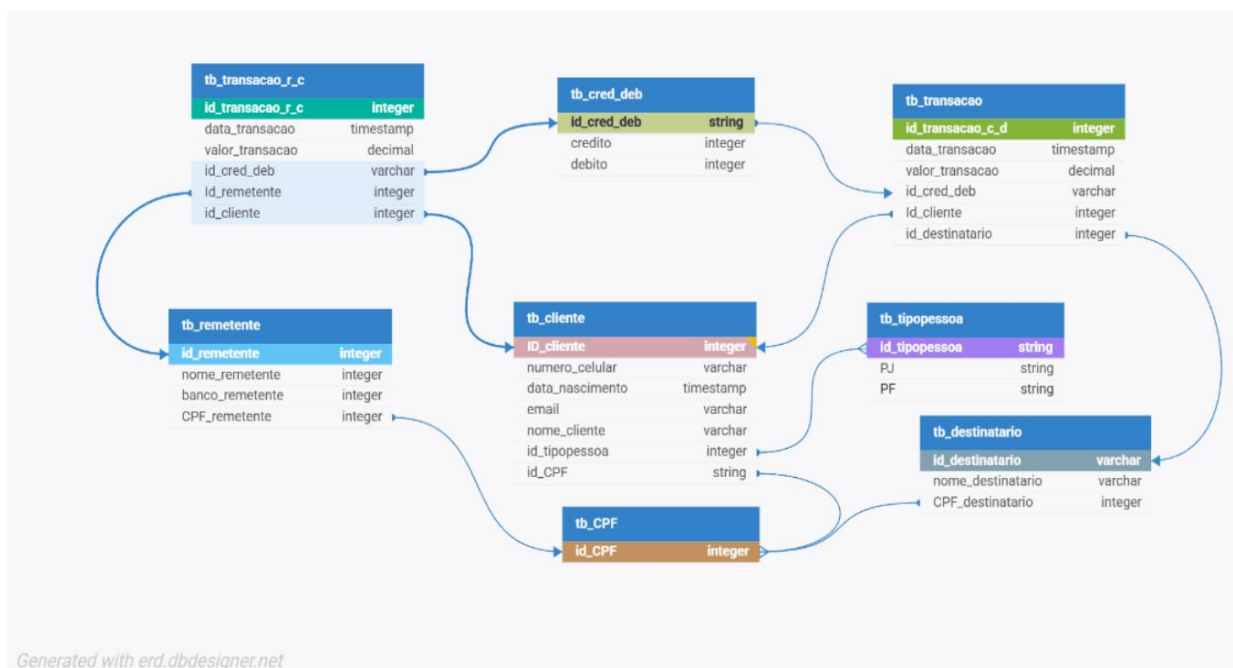 tb_transacao_r_c
id_transacao_r_c integer
data_transacao timestamp
valor_transacao decimal
id_cred_deb varchar
Id_remetente integer
id_cliente integer
tb_cred_deb
id_cred_deb string
credito integer
debito integer
tb_transacao
id_transacao_c_d integer
data_transacao timestamp
valor_transacao decimal
id_cred_deb varchar
Id_cliente integer
id_destinatario integer
tb_remetente
id_remetente integer
nome_remetente integer
banco_remetente integer
CPF_remetente integer
tb_cliente
ID_cliente integer
numero_celular varchar
data_nascimento timestamp
email varchar
nome_cliente varchar
id_tipopessoa integer
id_CPF string
tb_tipopessoa
id_tipopessoa string
PJ string
PF string
tb_destinatario
id_destinatario varchar
nome_destinatario varchar
CPF_destinatario integer
tb_CPF
id_CPF integer
Generated with erd.dbdesigner.net